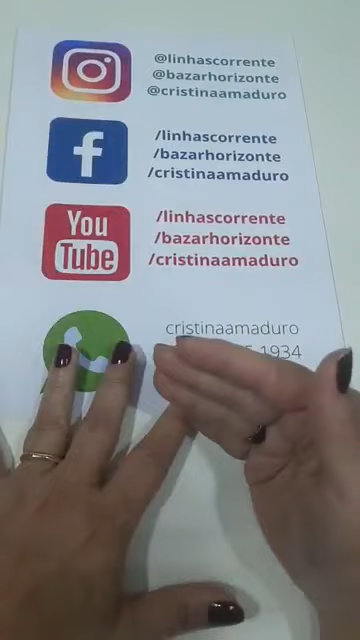 @linhascorrente
@bazarhorizonte
@cristinaamaduro
/linhascorrente
/bazarhorizonte
/cristinaamaduro
You
Tube
/linhascorrente
/bazarhorizonte
/cristinaamaduro
cristinaamaduro
1934